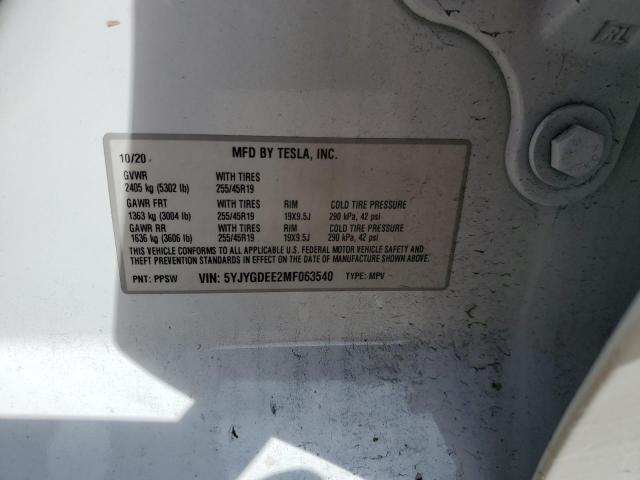 RL
10/20 MFD BY TESLA, INC.
GVWR WITH TIRES
2405 kg (5302 lb) 255/45R19
GAWR FRT WITH TIRES RIM COLD TIRE PRESSURE
1363 kg (3004 lb) 255/45R19 19X9.5J 290 kPa, 42 psi
GAWR RR WITH TIRES RIM COLD TIRE PRESSURE
1636 kg (3606 lb) 255/45R19 19X9.5J 290 kPa, 42 psi
THIS VEHICLE CONFORMS TO ALL APPLICABLE U.S. FEDERAL MOTOR VEHICLE SAFETY AND
THEFT PREVENTION STANDARDS IN EFFECT ON THE DATE OF MANUFACTURE SHOWN ABOVE.
PNT: PPSW VIN: 5YJYGDEE2MF063540 TYPE: MPV